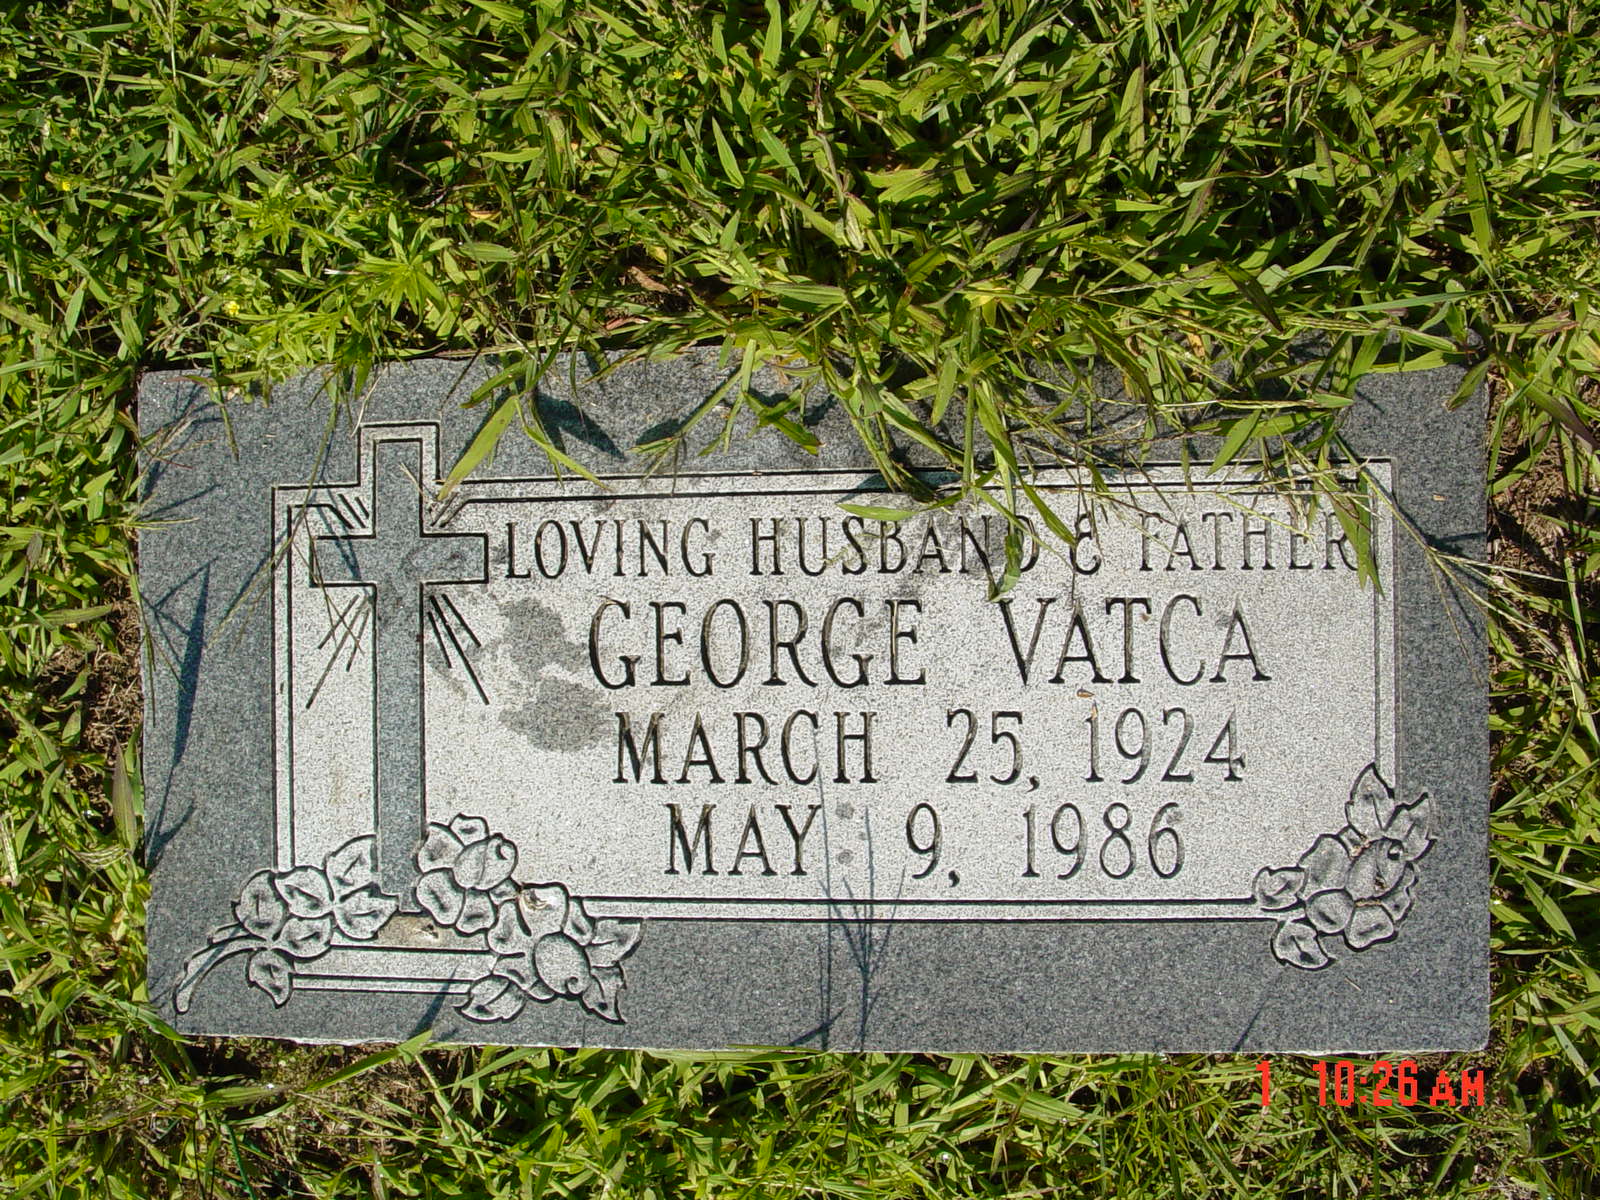 LOVING HUSBAND & FATHER
GEORGE VATCA
MARCH 25, 1924
MAY 9, 1986
1 10:26 AM